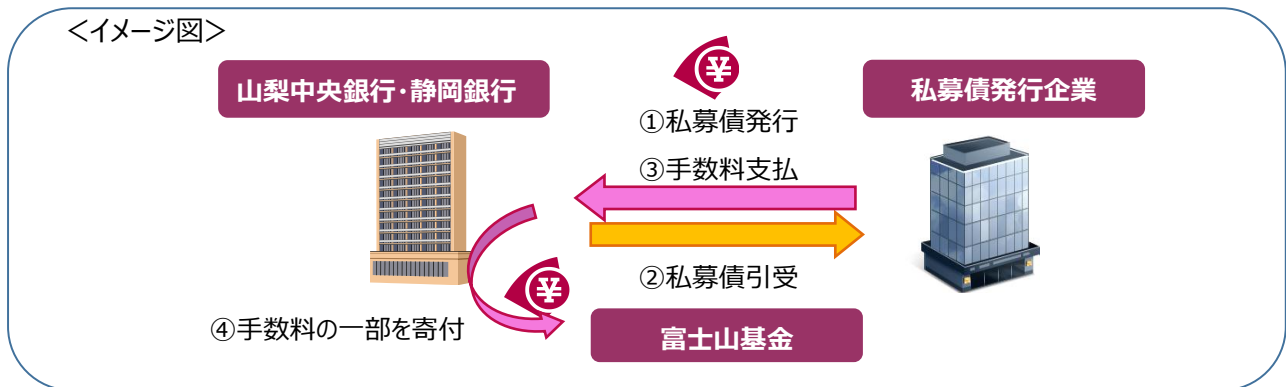 ＜イメージ図＞
山梨中央銀行・静岡銀行
私募債発行企業
¥
①私募債発行
③手数料支払
②私募債引受
¥
④手数料の一部を寄付
富士山基金